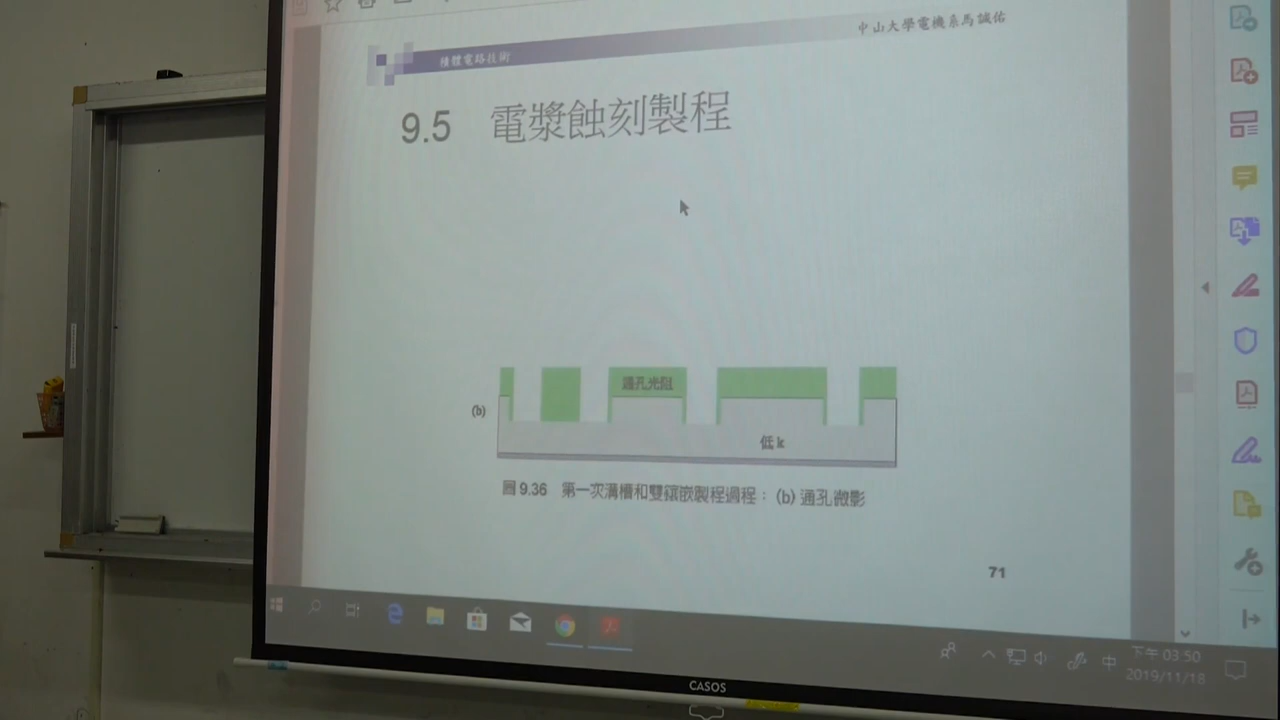 積體電路技術
中山大學電機系馬誠佑
9.5 電漿蝕刻製程
通孔光阻
(b)
低 k
圖 9.36 第一次溝槽和雙鑲嵌製程過程：(b) 通孔微影
71
中
下午 03:50
2019/11/18
CASOS